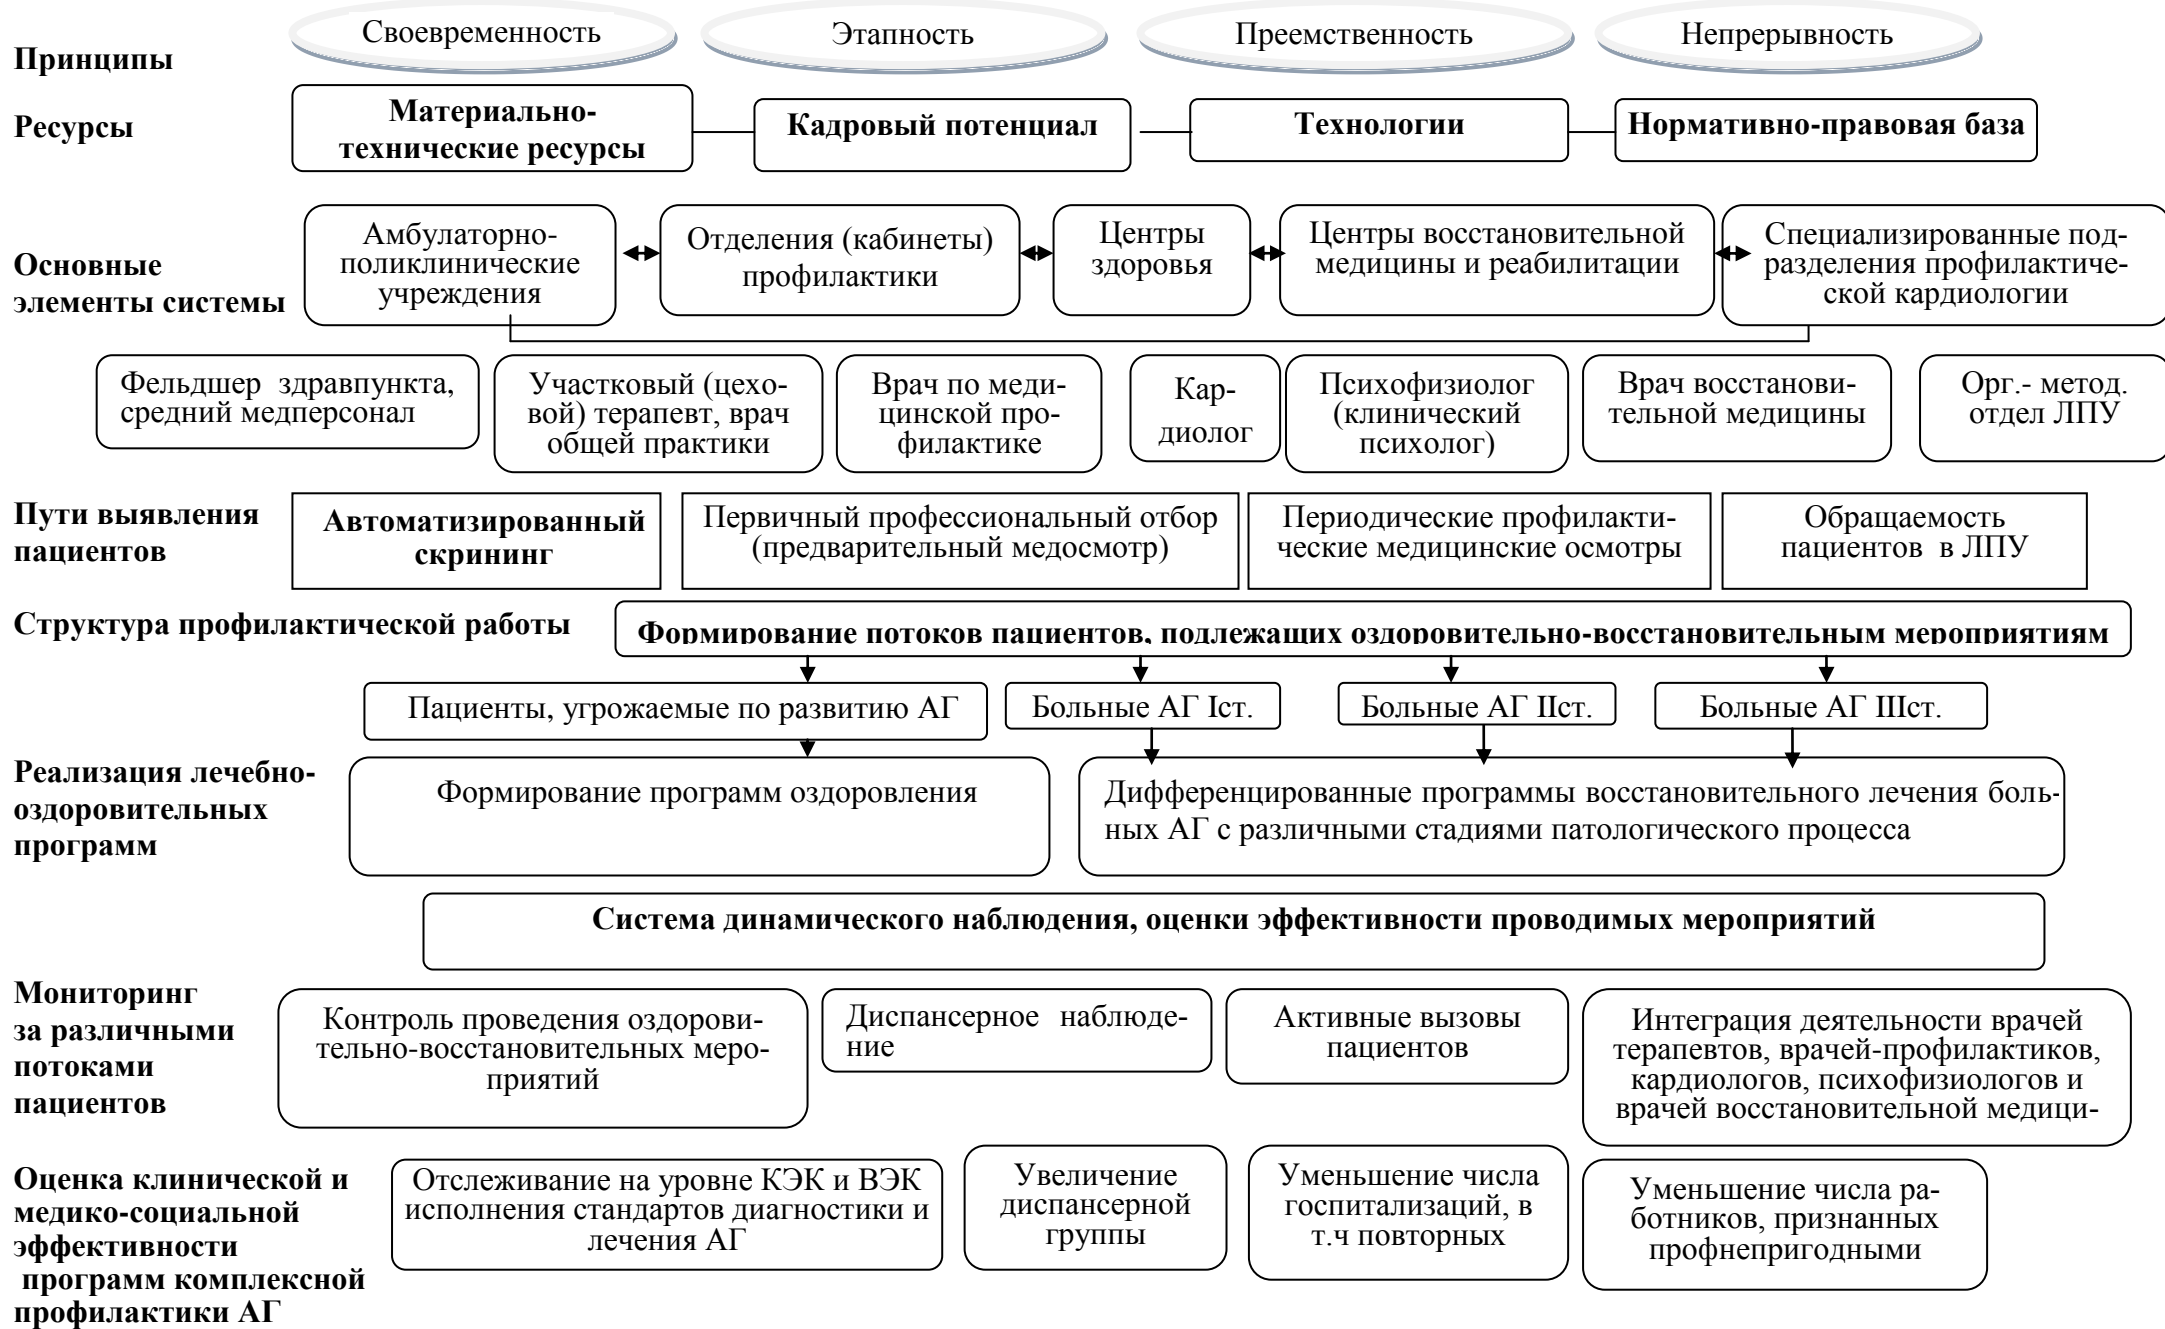 Принципы
Своевременность
Этапность
Преемственность
Непрерывность
Ресурсы
Материально-
технические ресурсы
Кадровый потенциал
Технологии
Нормативно-правовая база
Основные
элементы системы
Амбулаторно-
поликлинические
учреждения
Отделения (кабинеты)
профилактики
Центры
здоровья
Центры восстановительной
медицины и реабилитации
Специализированные под-
разделения профилактиче-
ской кардиологии
Фельдшер здравпункта,
средний медперсонал
Участковый (цехо-
вой) терапевт, врач
общей практики
Врач по меди-
цинской про-
филактике
Кар-
диолог
Психофизиолог
(клинический
психолог)
Врач восстанови-
тельной медицины
Орг.- метод.
отдел ЛПУ
Пути выявления
пациентов
Автоматизированный
скрининг
Первичный профессиональный отбор
(предварительный медосмотр)
Периодические профилакти-
ческие медицинские осмотры
Обращаемость
пациентов в ЛПУ
Структура профилактической работы
Формирование потоков пациентов, подлежащих оздоровительно-восстановительным мероприятиям
Пациенты, угрожаемые по развитию АГ
Больные АГ Iст.
Больные АГ IIст.
Больные АГ IIIст.
Реализация лечебно-
оздоровительных
программ
Формирование программ оздоровления
Дифференцированные программы восстановительного лечения боль-
ных АГ с различными стадиями патологического процесса
Система динамического наблюдения, оценки эффективности проводимых мероприятий
Мониторинг
за различными
потоками
пациентов
Контроль проведения оздорови-
тельно-восстановительных меро-
приятий
Диспансерное наблюде-
ние
Активные вызовы
пациентов
Интеграция деятельности врачей
терапевтов, врачей-профилактиков,
кардиологов, психофизиологов и
врачей восстановительной медици-
Оценка клинической и
медико-социальной
эффективности
программ комплексной
профилактики АГ
Отслеживание на уровне КЭК и ВЭК
исполнения стандартов диагностики и
лечения АГ
Увеличение
диспансерной
группы
Уменьшение числа
госпитализаций, в
т.ч повторных
Уменьшение числа ра-
ботников, признанных
профнепригодными